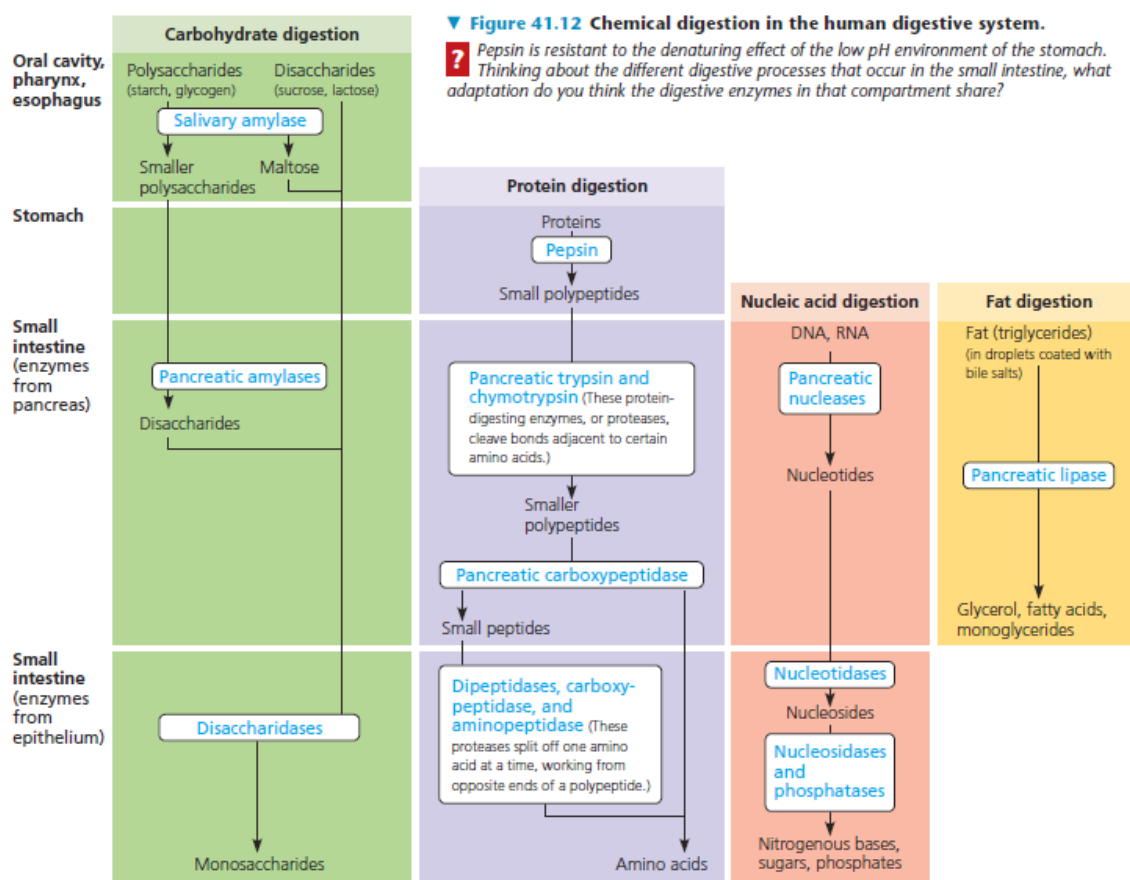 ▼ Figure 41.12 Chemical digestion in the human digestive system.
? Pepsin is resistant to the denaturing effect of the low pH environment of the stomach.
Thinking about the different digestive processes that occur in the small intestine, what
adaptation do you think the digestive enzymes in that compartment share?
Carbohydrate digestion
Oral cavity,
pharynx,
esophagus
Polysaccharides
(starch, glycogen)
Disaccharides
(sucrose, lactose)
Salivary amylase
Smaller
polysaccharides
Maltose
Protein digestion
Stomach
Proteins
Pepsin
Small polypeptides
Nucleic acid digestion
Fat digestion
Small
intestine
(enzymes
from
pancreas)
Pancreatic amylases
Disaccharides
Pancreatic trypsin and
chymotrypsin (These protein-
digesting enzymes, or proteases,
cleave bonds adjacent to certain
amino acids.)
Smaller
polypeptides
Pancreatic carboxypeptidase
Small peptides
DNA, RNA
Pancreatic
nucleases
Nucleotides
Fat (triglycerides)
(in droplets coated with
bile salts)
Pancreatic lipase
Glycerol, fatty acids,
monoglycerides
Small
intestine
(enzymes
from
epithelium)
Disaccharidases
Monosaccharides
Dipeptidases, carboxy-
peptidase, and
aminopeptidase (These
proteases split off one amino
acid at a time, working from
opposite ends of a polypeptide.)
Amino acids
Nucleotidases
Nucleosides
Nucleosidases
and
phosphatases
Nitrogenous bases,
sugars, phosphates